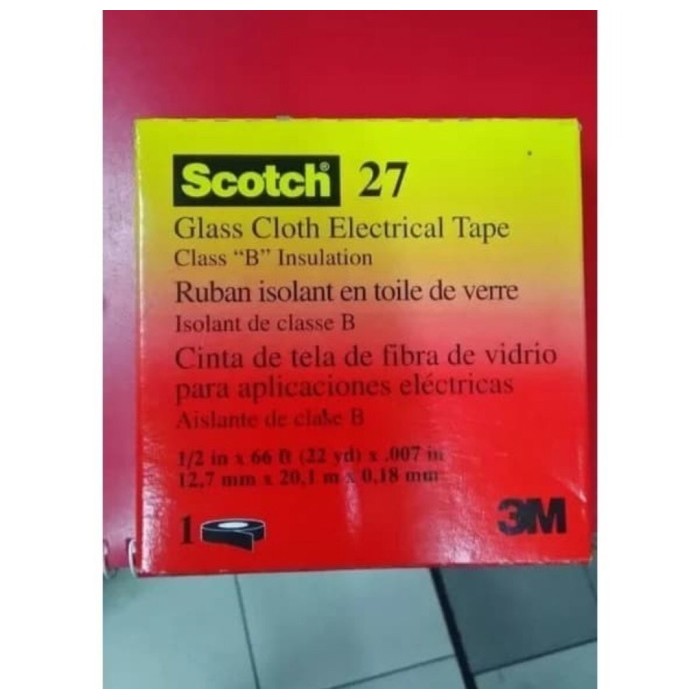 Scotch® 27
Glass Cloth Electrical Tape
Class “B” Insulation
Ruban isolant en toile de verre
Isolant de classe B
Cinta de tela de fibra de vidrio
para aplicaciones eléctricas
Aislante de clase B
1/2 in x 66 ft (22 yd) x .007 in
12,7 mm x 20,1 m x 0,18 mm
1
3M